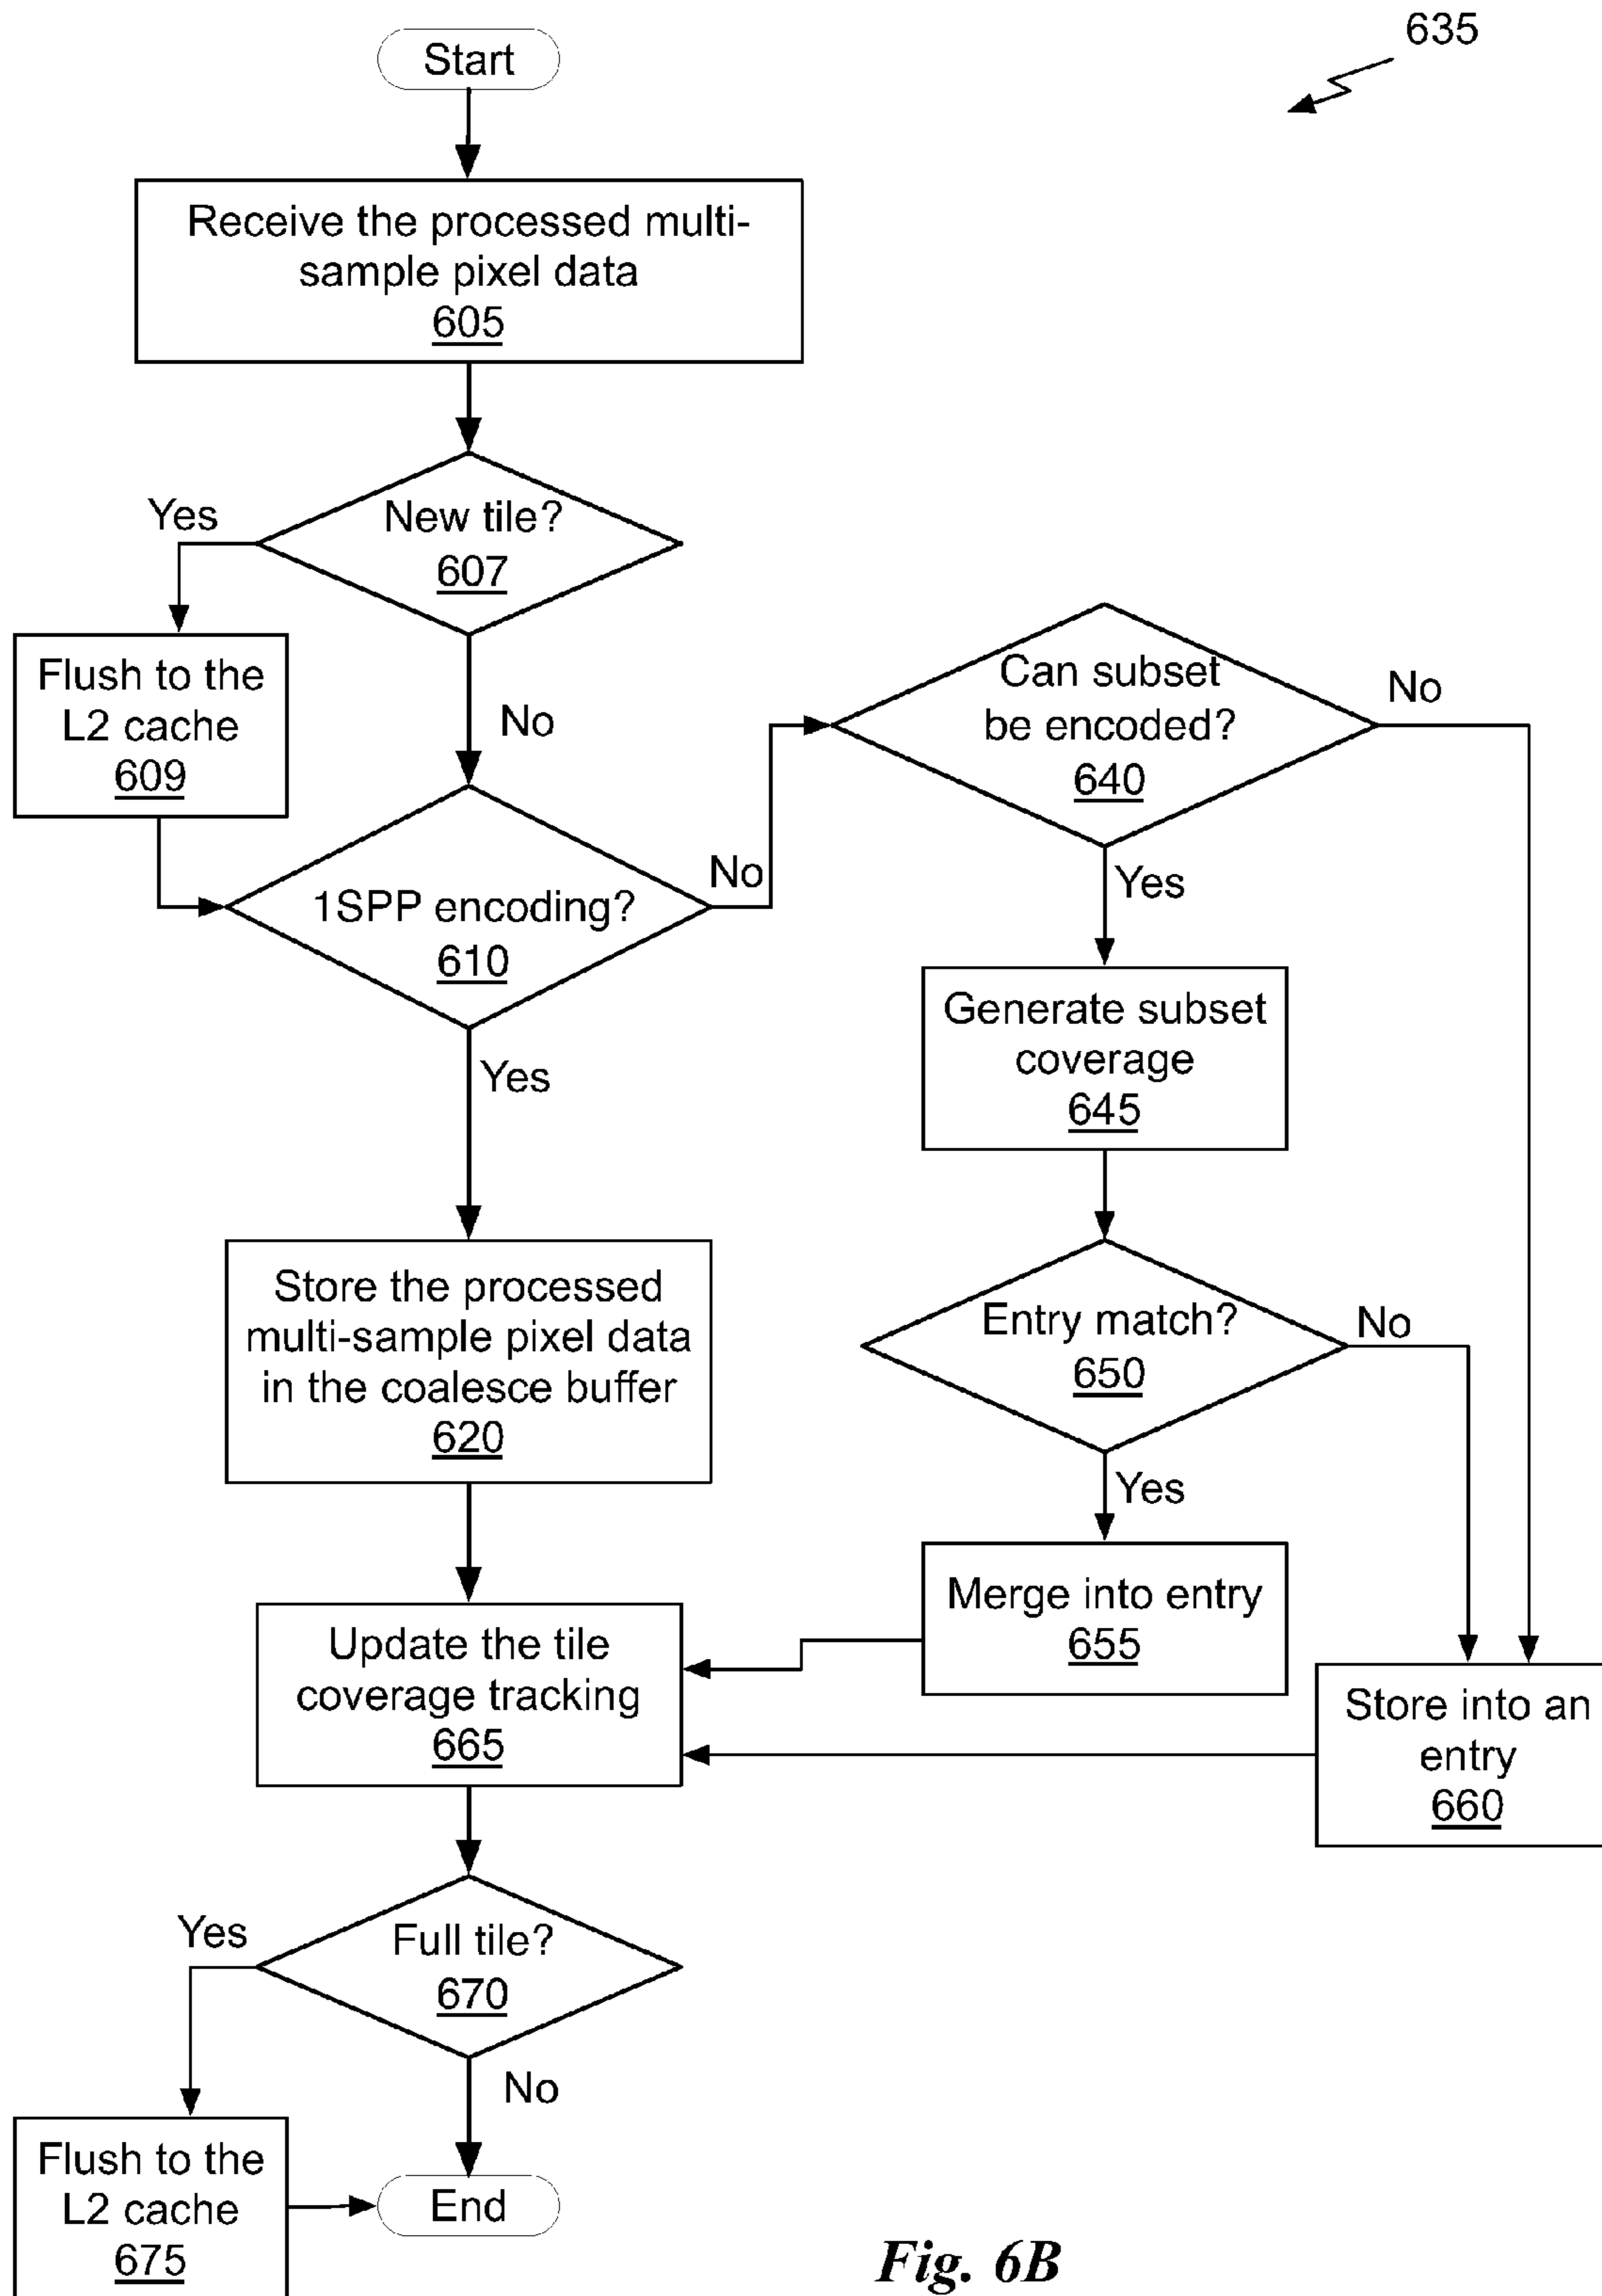 635
Start
Receive the processed multi-
sample pixel data
605
New tile?
607
Yes
No
Flush to the
L2 cache
609
1SPP encoding?
610
No
Yes
Can subset
be encoded?
640
No
Yes
Generate subset
coverage
645
Entry match?
650
No
Yes
Store the processed
multi-sample pixel data
in the coalesce buffer
620
Merge into entry
655
Store into an
entry
660
Update the tile
coverage tracking
665
Full tile?
670
Yes
No
Flush to the
L2 cache
675
End
Fig. 6B